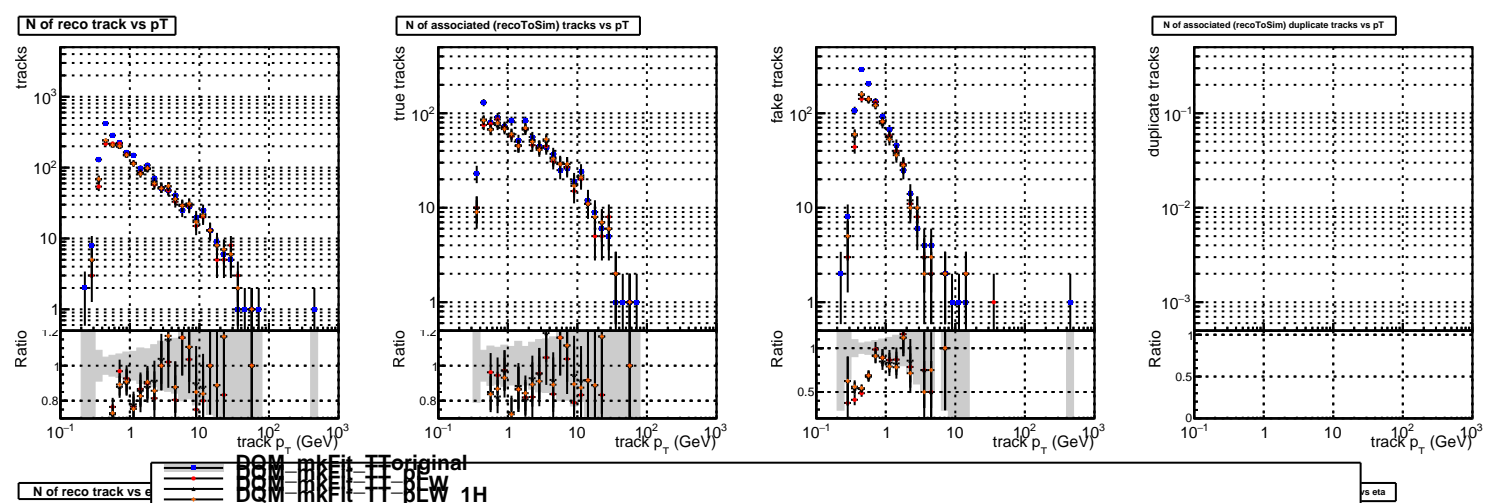 N of reco track vs pT
N of associated (recoToSim) tracks vs pT
N of associated (recoToSim) duplicate tracks vs pT
tracks
10³
10²
10
1
Ratio
1.2
1
0.8
10⁻¹ 1 10 10² 10³
track p_T (GeV)
true tracks
10²
10
1
Ratio
1.2
1
0.8
10⁻¹ 1 10 10² 10³
track p_T (GeV)
fake tracks
10²
10
1
Ratio
1
0.5
10⁻¹ 1 10 10² 10³
track p_T (GeV)
duplicate tracks
10⁻¹
10⁻²
10⁻³
Ratio
1
0.5
0
10⁻¹ 1 10 10² 10³
track p_T (GeV)
DQM_mkFit_TToriginal
DQM_mkFit_TT_pLW
DQM_mkFit_TT_pLW_1H
N of reco track vs e
vs eta